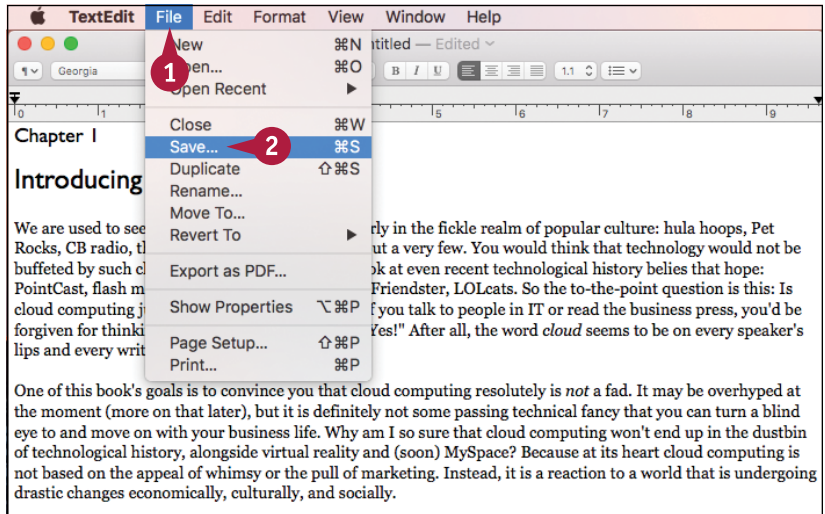 TextEdit File Edit Format View Window Help
New ⌘N
ntitled — Edited
¶ Georgia B I U 1.1
pen... ⌘O
1
Open Recent ▶
0 1 5 6 7 8 9
Close ⌘W
Chapter 1
Save... ⌘S
2
Duplicate ⇧⌘S
Introducing
Rename...
Move To...
We are used to see rly in the fickle realm of popular culture: hula hoops, Pet
Revert To ▶
Rocks, CB radio, t ut a very few. You would think that technology would not be
buffeted by such c ok at even recent technological history belies that hope:
Export as PDF...
PointCast, flash m Friendster, LOLcats. So the to-the-point question is this: Is
Show Properties ⌥⌘P
cloud computing j f you talk to people in IT or read the business press, you'd be
forgiven for thinki Yes!" After all, the word cloud seems to be on every speaker's
Page Setup... ⇧⌘P
lips and every writ
Print... ⌘P
One of this book's goals is to convince you that cloud computing resolutely is not a fad. It may be overhyped at
the moment (more on that later), but it is definitely not some passing technical fancy that you can turn a blind
eye to and move on with your business life. Why am I so sure that cloud computing won't end up in the dustbin
of technological history, alongside virtual reality and (soon) MySpace? Because at its heart cloud computing is
not based on the appeal of whimsy or the pull of marketing. Instead, it is a reaction to a world that is undergoing
drastic changes economically, culturally, and socially.